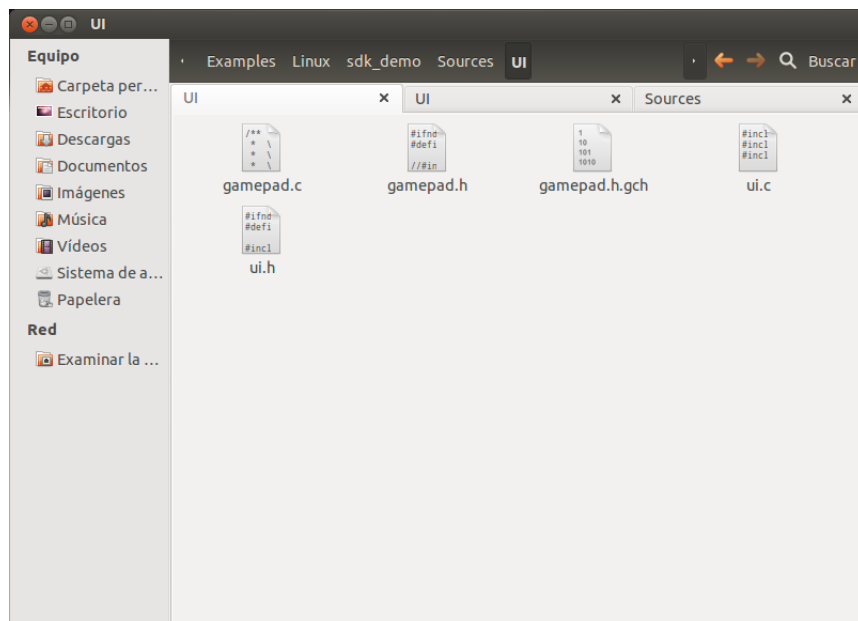 UI
Equipo
Carpeta per...
Escritorio
Descargas
Documentos
Imágenes
Música
Vídeos
Sistema de a...
Papelera
Red
Examinar la ...
Examples Linux sdk_demo Sources UI
Buscar
UI UI Sources
/**
* \
* \
* \
gamepad.c
#ifnd
#defi
//#in
gamepad.h
1
10
101
1010
gamepad.h.gch
#incl
#incl
#incl
ui.c
#ifnd
#defi
#incl
ui.h